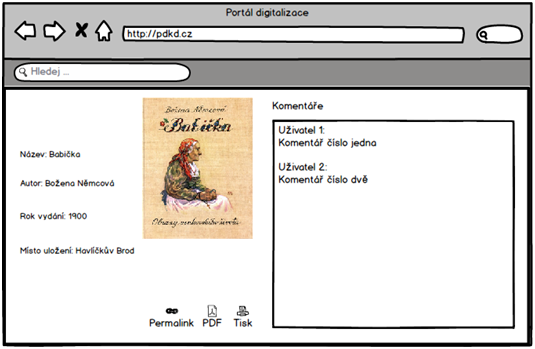 Portál digitalizace
http://pdkd.cz
Hledej ...
Název: Babička
Autor: Božena Němcová
Rok vydání: 1900
Místo uložení: Havlíčkův Brod
Božena Němcová
Babička
Obrazy venkovského života
Permalink
PDF
Tisk
Komentáře
Uživatel 1:
Komentář číslo jedna
Uživatel 2:
Komentář číslo dvě